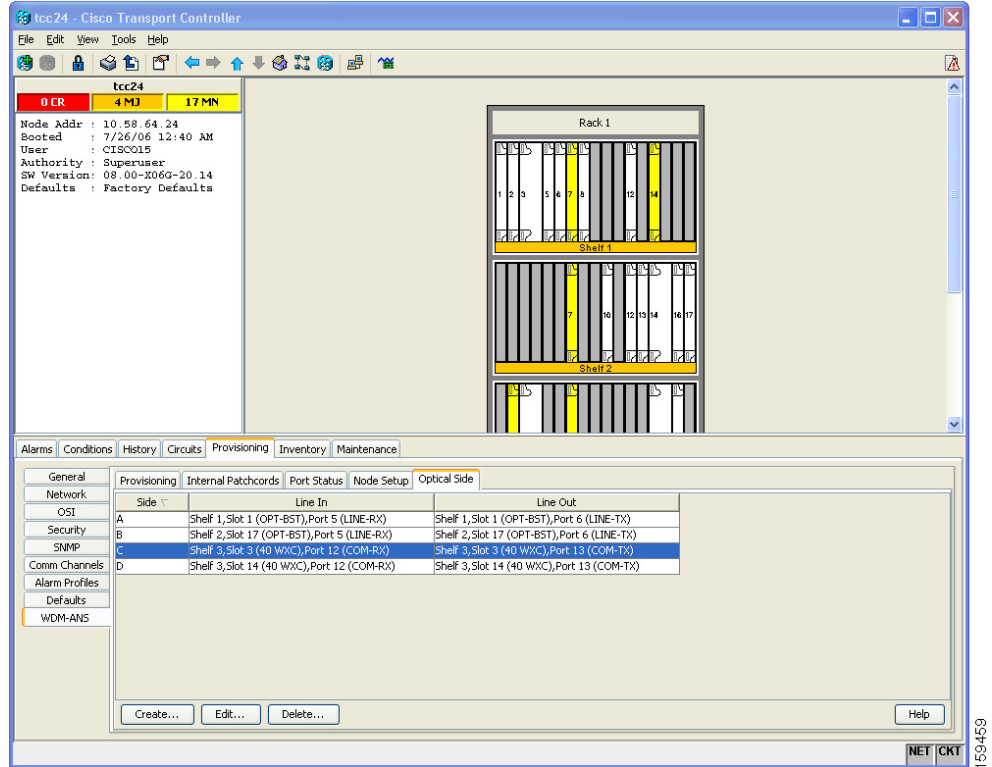 tcc24 - Cisco Transport Controller
File Edit View Tools Help
tcc24
0 CR 4 MJ 17 MN
Node Addr : 10.58.64.24
Booted : 7/26/06 12:40 AM
User : CISCO15
Authority : Superuser
SW Version: 08.00-X06G-20.14
Defaults : Factory Defaults
Rack 1
1 2 3 5 6 7 8 12 14
Shelf 1
7 10 12 13 14 16 17
Shelf 2
Alarms Conditions History Circuits Provisioning Inventory Maintenance
General
Network
OSI
Security
SNMP
Comm Channels
Alarm Profiles
Defaults
WDM-ANS
Provisioning Internal Patchcords Port Status Node Setup Optical Side
Side Line In Line Out
A Shelf 1,Slot 1 (OPT-BST),Port 5 (LINE-RX) Shelf 1,Slot 1 (OPT-BST),Port 6 (LINE-TX)
B Shelf 2,Slot 17 (OPT-BST),Port 5 (LINE-RX) Shelf 2,Slot 17 (OPT-BST),Port 6 (LINE-TX)
C Shelf 3,Slot 3 (40 WXC),Port 12 (COM-RX) Shelf 3,Slot 3 (40 WXC),Port 13 (COM-TX)
D Shelf 3,Slot 14 (40 WXC),Port 12 (COM-RX) Shelf 3,Slot 14 (40 WXC),Port 13 (COM-TX)
Create... Edit... Delete... Help
NET CKT
159459